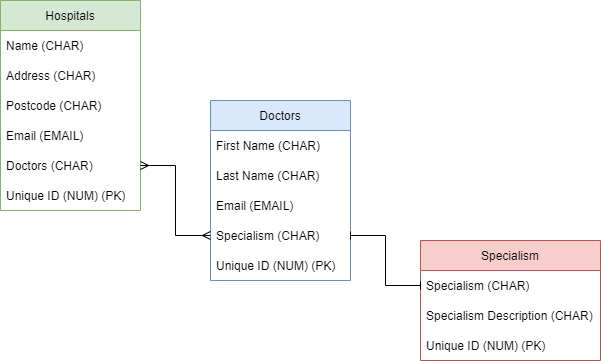 Hospitals
Name (CHAR)
Address (CHAR)
Postcode (CHAR)
Email (EMAIL)
Doctors (CHAR)
Unique ID (NUM) (PK)
Doctors
First Name (CHAR)
Last Name (CHAR)
Email (EMAIL)
Specialism (CHAR)
Unique ID (NUM) (PK)
Specialism
Specialism (CHAR)
Specialism Description (CHAR)
Unique ID (NUM) (PK)